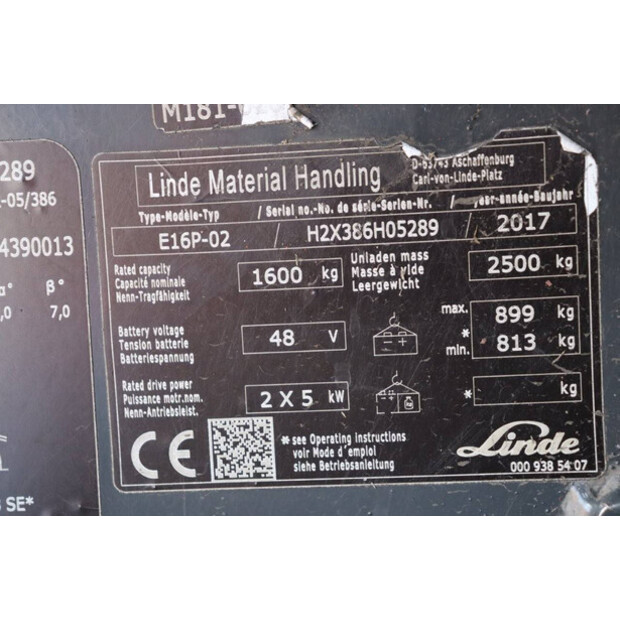 M181-
289
-05/386
4390013
α° β°
,0 7,0
SE*
Linde Material Handling
D-63743 Aschaffenburg
Carl-von-Linde-Platz
Type-Modèle-Typ / Serial no.-No. de série-Serien-Nr. / year-année-Baujahr
E16P-02 / H2X386H05289 / 2017
Rated capacity
Capacité nominale
Nenn-Tragfähigkeit
1600 kg
Unladen mass
Masse à vide
Leergewicht
2500 kg
Battery voltage
Tension batterie
Batteriespannung
48 V
max. 899 kg
*
min. 813 kg
Rated drive power
Puissance motr.nom.
Nenn-Antriebsleist.
2 X 5 kW
* kg
CE
* see Operating instructions
voir Mode d'emploi
siehe Betriebsanleitung
Linde
000 938 54 07